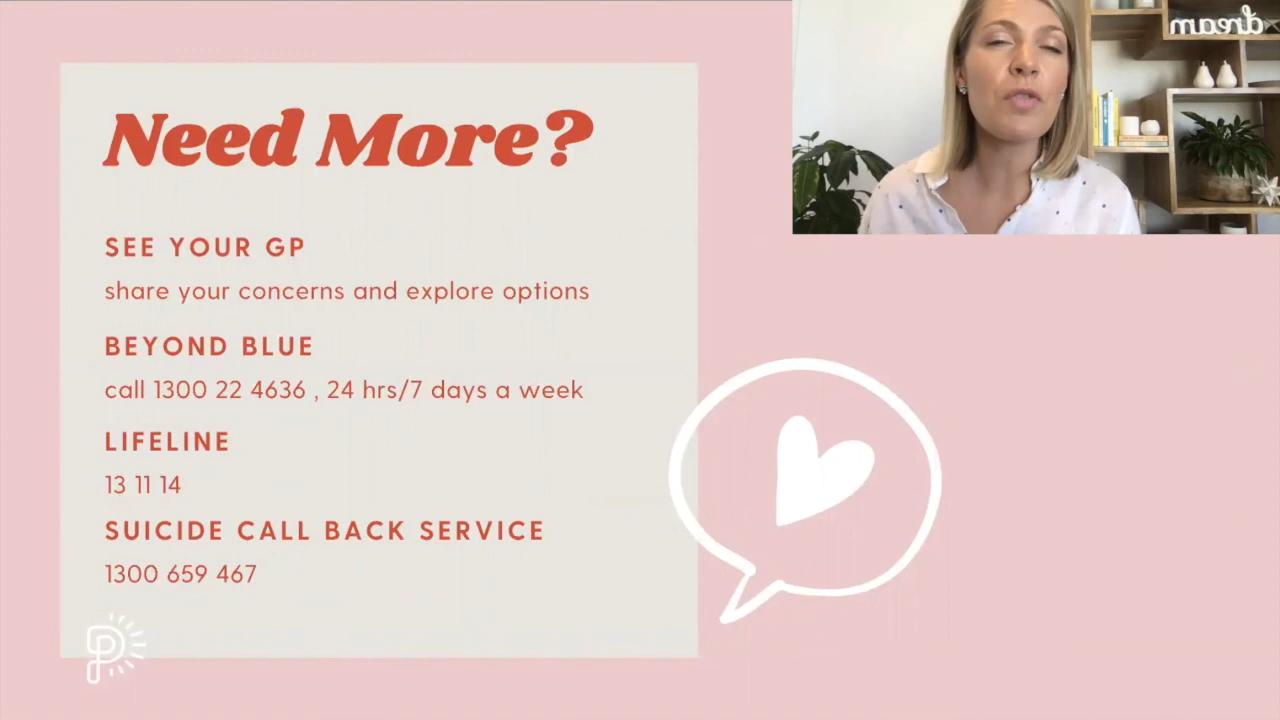 Need More?
SEE YOUR GP
share your concerns and explore options
BEYOND BLUE
call 1300 22 4636 , 24 hrs/7 days a week
LIFELINE
13 11 14
SUICIDE CALL BACK SERVICE
1300 659 467
P
dream